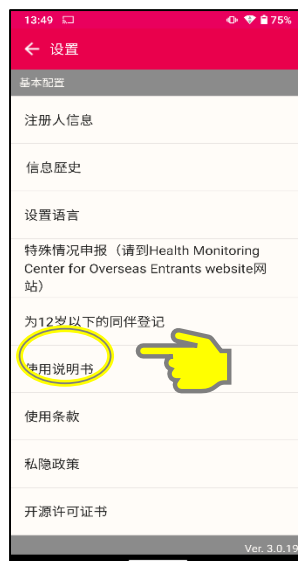 13:49 75%
← 设置
基本配置
注册人信息
信息歴史
设置语言
特殊情况申报（请到Health Monitoring
Center for Overseas Entrants website网
站）
为12岁以下的同伴登记
使用说明书
使用条款
私隐政策
开源许可证书
Ver. 3.0.19